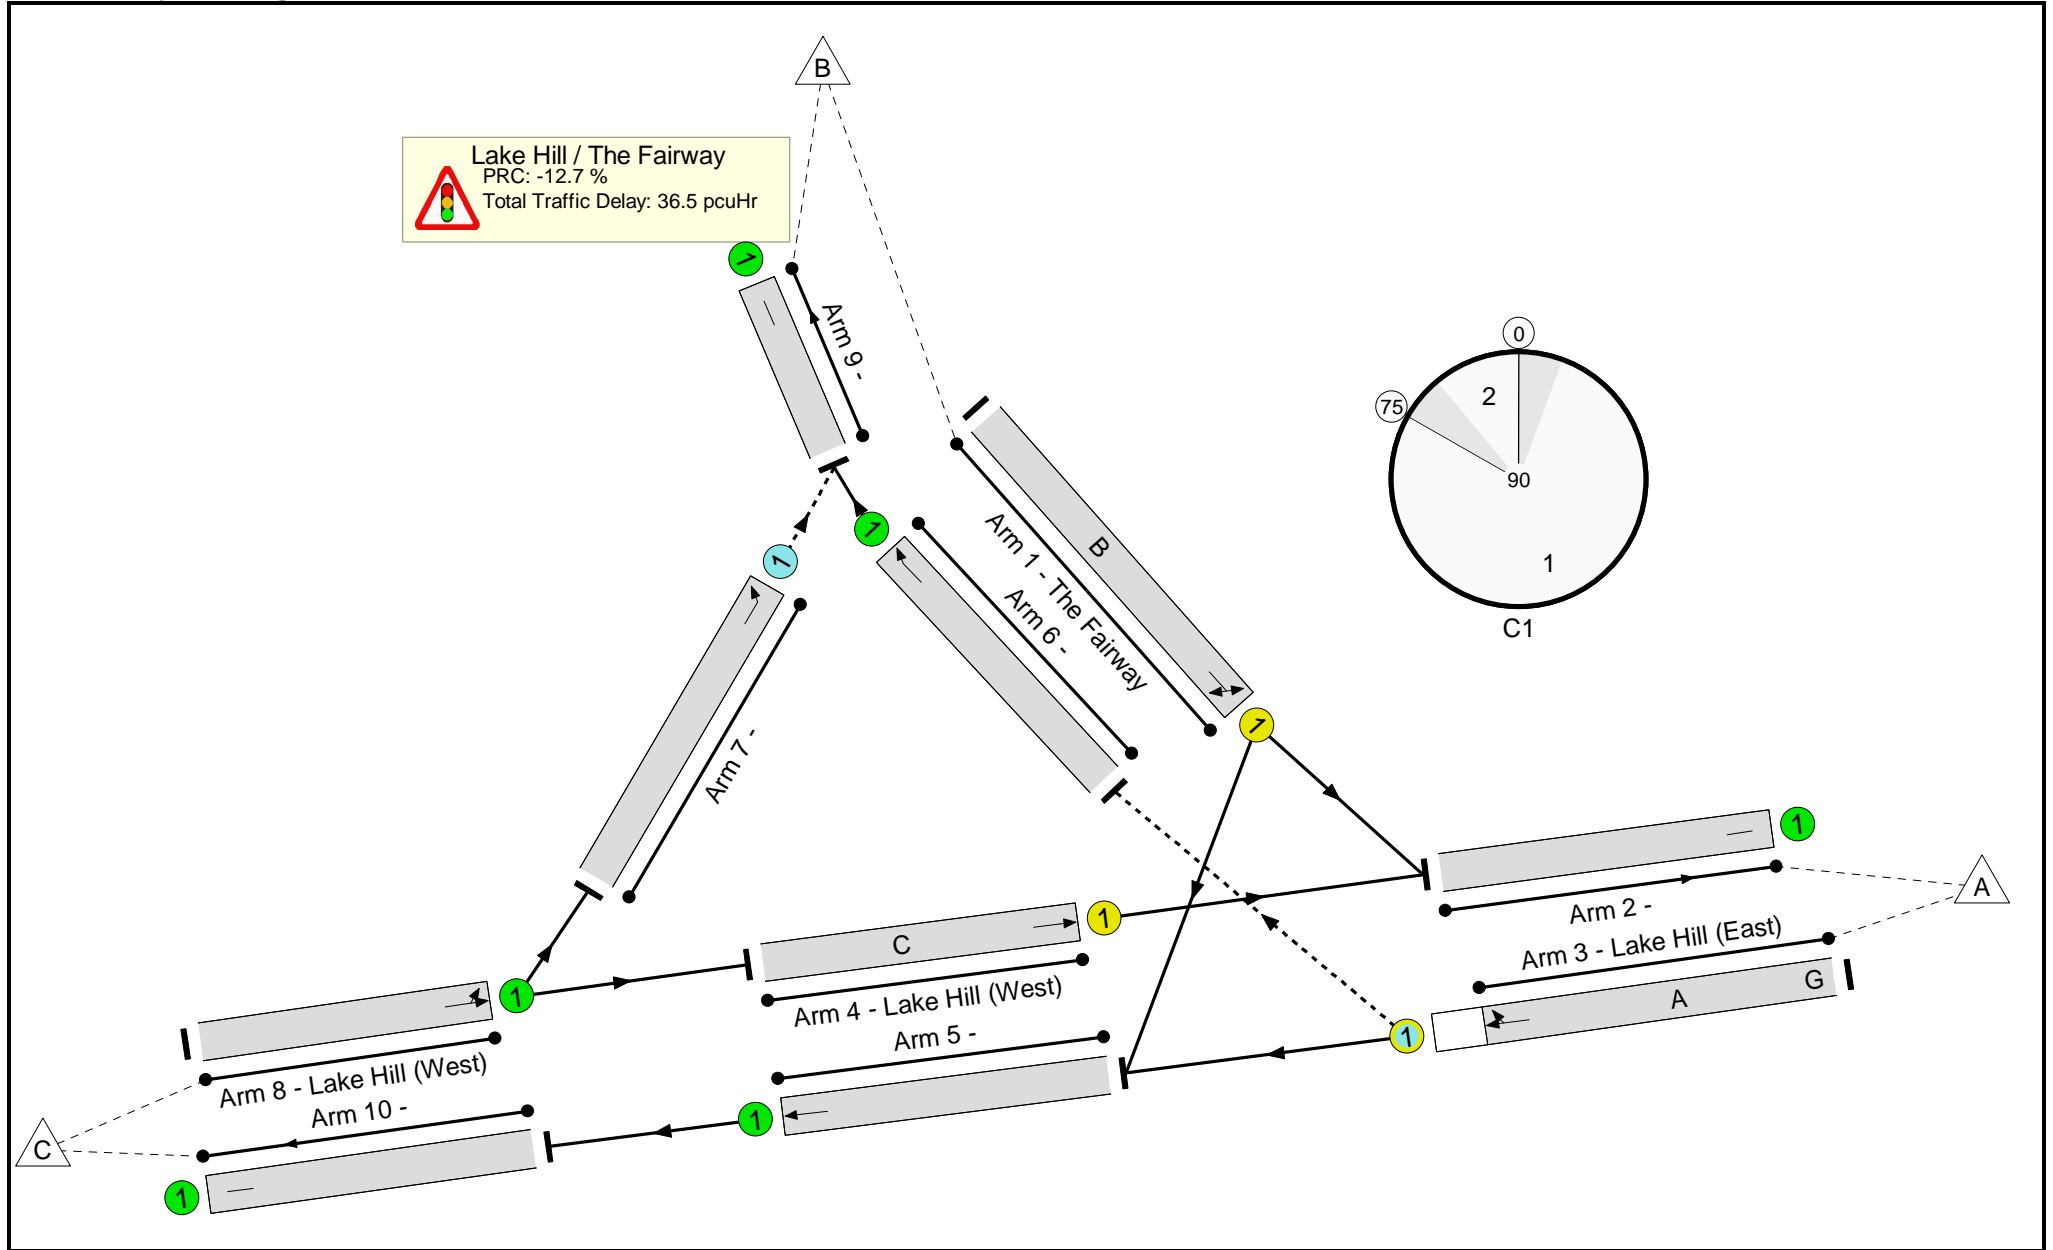 B
Lake Hill / The Fairway
PRC: -12.7 %
Total Traffic Delay: 36.5 pcuHr
1
Arm 9 -
0
75
2
90
1
C1
B
Arm 1 - The Fairway
1
Arm 6 -
1
Arm 7 -
1
1
A
Arm 2 -
Arm 3 - Lake Hill (East)
A
G
1
C
1
Arm 4 - Lake Hill (West)
Arm 5 -
1
1
Arm 8 - Lake Hill (West)
Arm 10 -
C
1
1